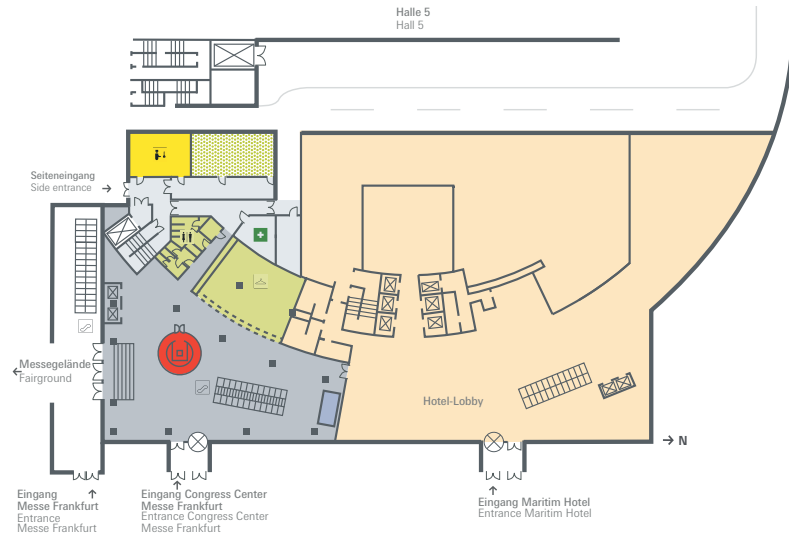 Halle 5
Hall 5
Seiteneingang
Side entrance
Messegelände
Fairground
Hotel-Lobby
N
Eingang
Messe Frankfurt
Entrance
Messe Frankfurt
Eingang Congress Center
Messe Frankfurt
Entrance Congress Center
Messe Frankfurt
Eingang Maritim Hotel
Entrance Maritim Hotel